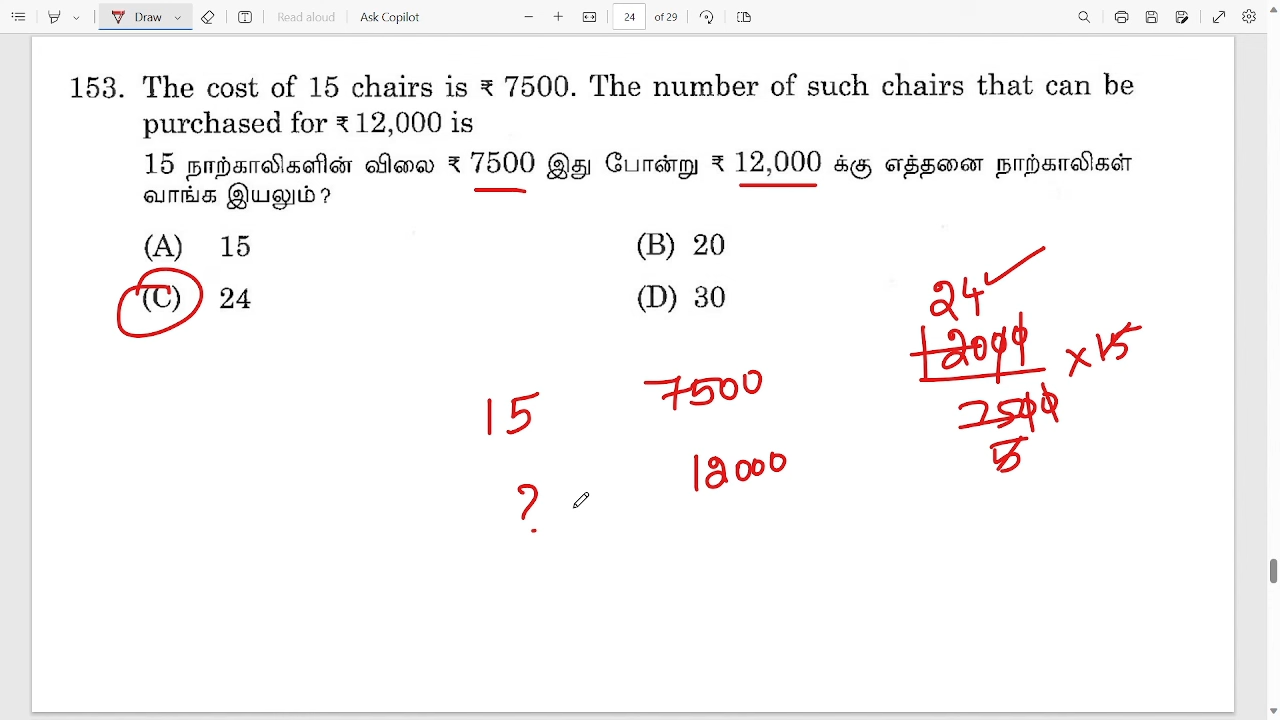 Draw
Read aloud
Ask Copilot
24
of 29
153. The cost of 15 chairs is ₹ 7500. The number of such chairs that can be
purchased for ₹ 12,000 is
15 நாற்காலிகளின் விலை ₹ 7500 இது போன்று ₹ 12,000 க்கு எத்தனை நாற்காலிகள்
வாங்க இயலும் ?
(A) 15
(B) 20
(C) 24
(D) 30
24
12000 × 15
7500
5
15 7500
? 12000